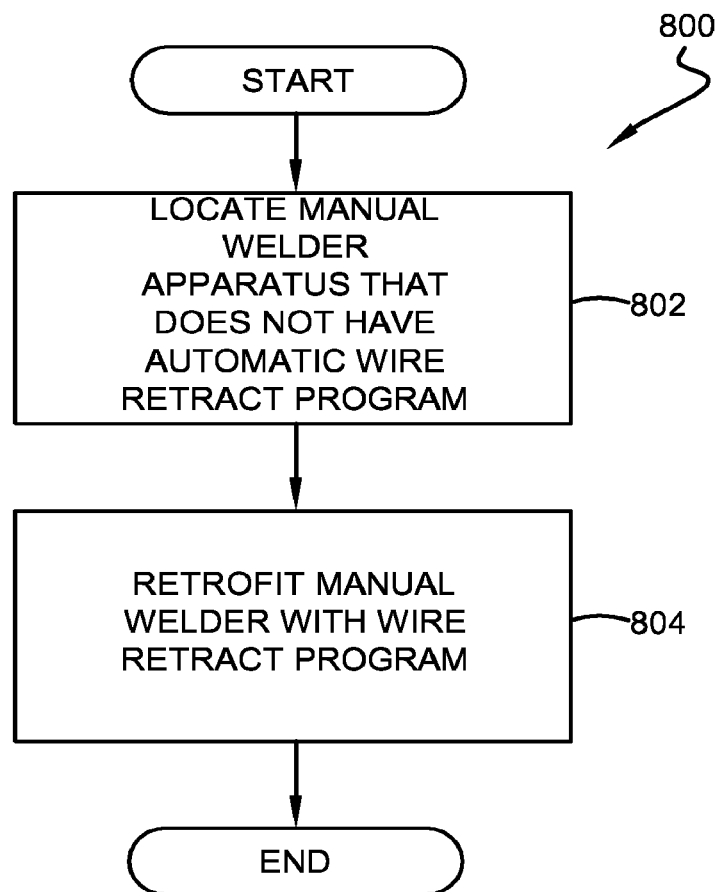 800
START
LOCATE MANUAL
WELDER
APPARATUS THAT
DOES NOT HAVE
AUTOMATIC WIRE
RETRACT PROGRAM
802
RETROFIT MANUAL
WELDER WITH WIRE
RETRACT PROGRAM
804
END